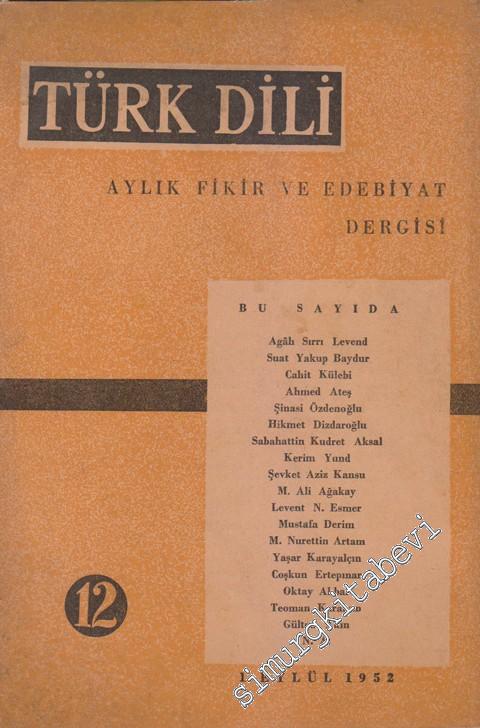 TÜRK DİLİ
AYLIK FİKİR VE EDEBİYAT
DERGİSİ
BU SAYIDA
Agâh Sırrı Levend
Suat Yakup Baydur
Cahit Külebi
Ahmed Ateş
Şinasi Özdenoğlu
Hikmet Dizdaroğlu
Sabahattin Kudret Aksal
Kerim Yund
Şevket Aziz Kansu
M. Ali Ağakay
Levent N. Esmer
Mustafa Derim
M. Nurettin Artam
Yaşar Karayalçın
Coşkun Ertepınar
Oktay
Teoman
12
EYLÜL 1952
simurgkitabevi